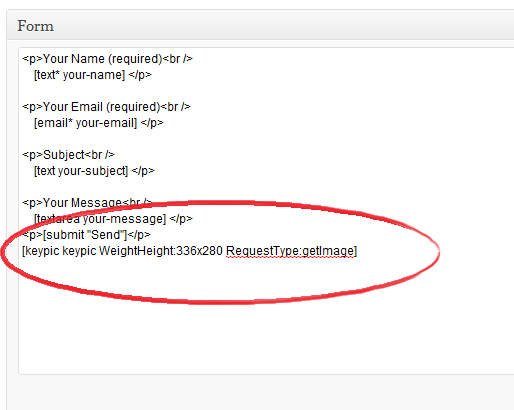 Form
<p>Your Name (required)<br />
[text* your-name] </p>
<p>Your Email (required)<br />
[email* your-email] </p>
<p>Subject<br />
[text your-subject] </p>
<p>Your Message<br />
[textarea your-message] </p>
<p>[submit "Send"]</p>
[keypic keypic WeightHeight:336x280 RequestType:getImage]